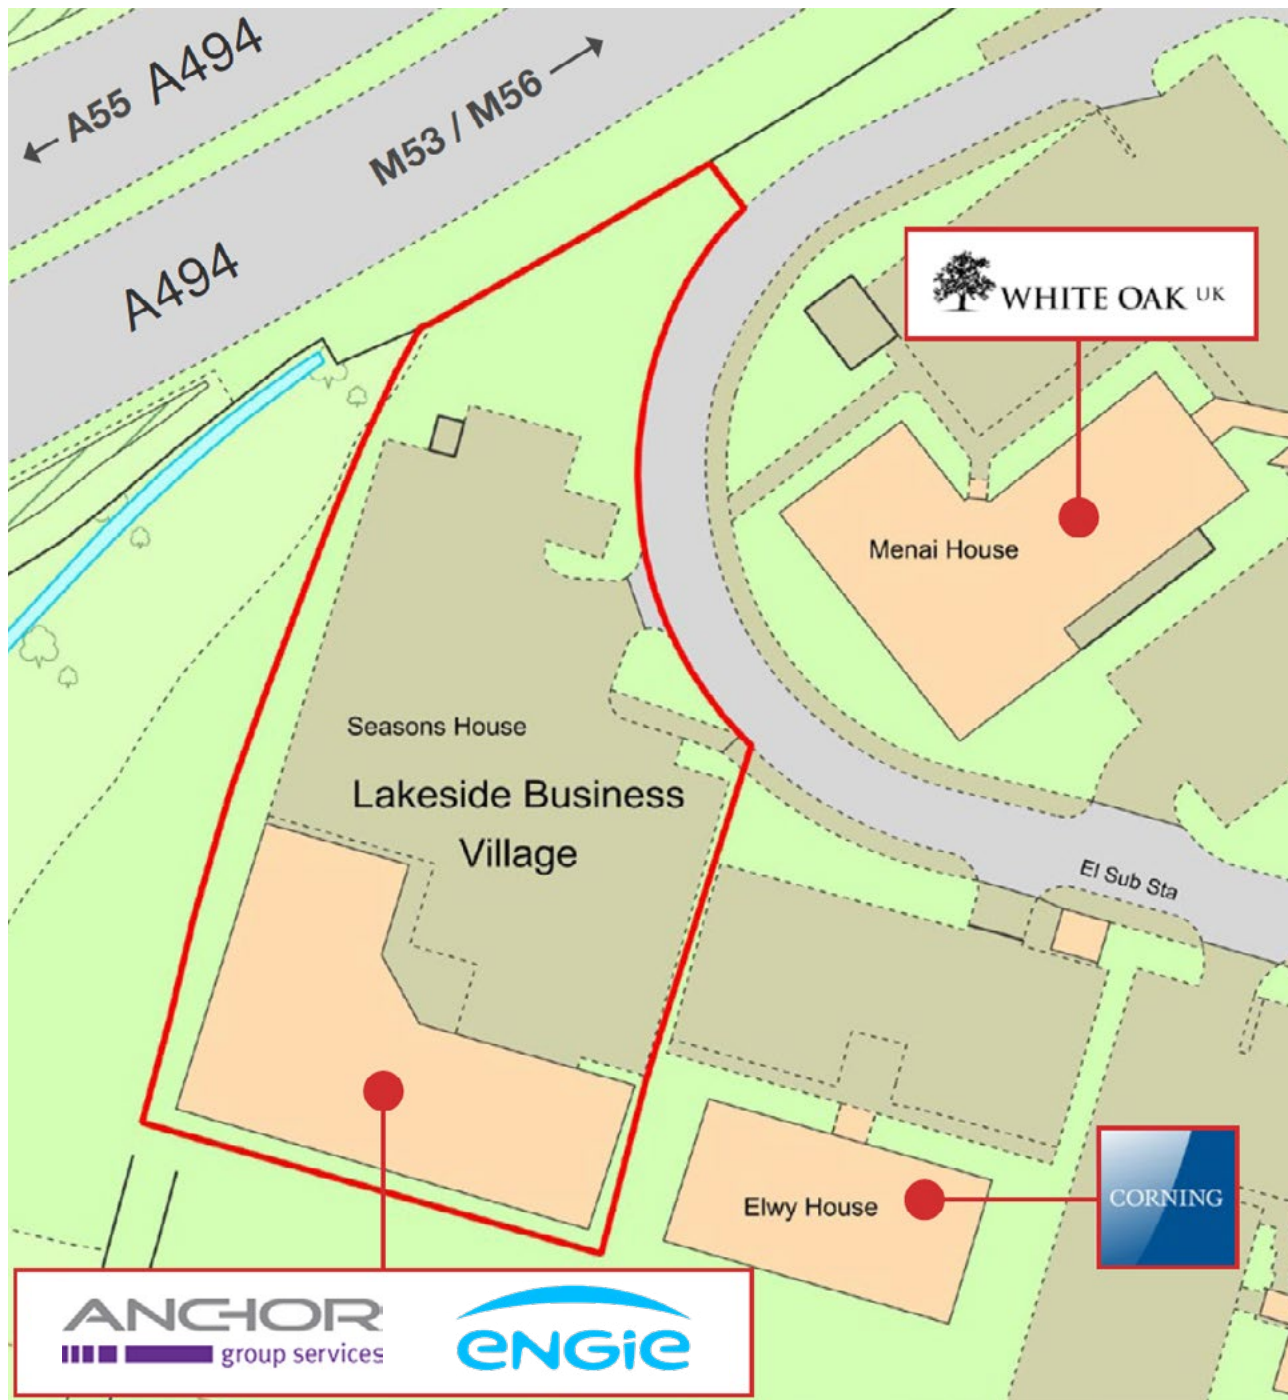 ← A55 A494
M53 / M56 →
A494
WHITE OAK UK
Menai House
Seasons House
Lakeside Business
Village
El Sub Sta
Elwy House
CORNING
ANCHOR
group services
ENGIE